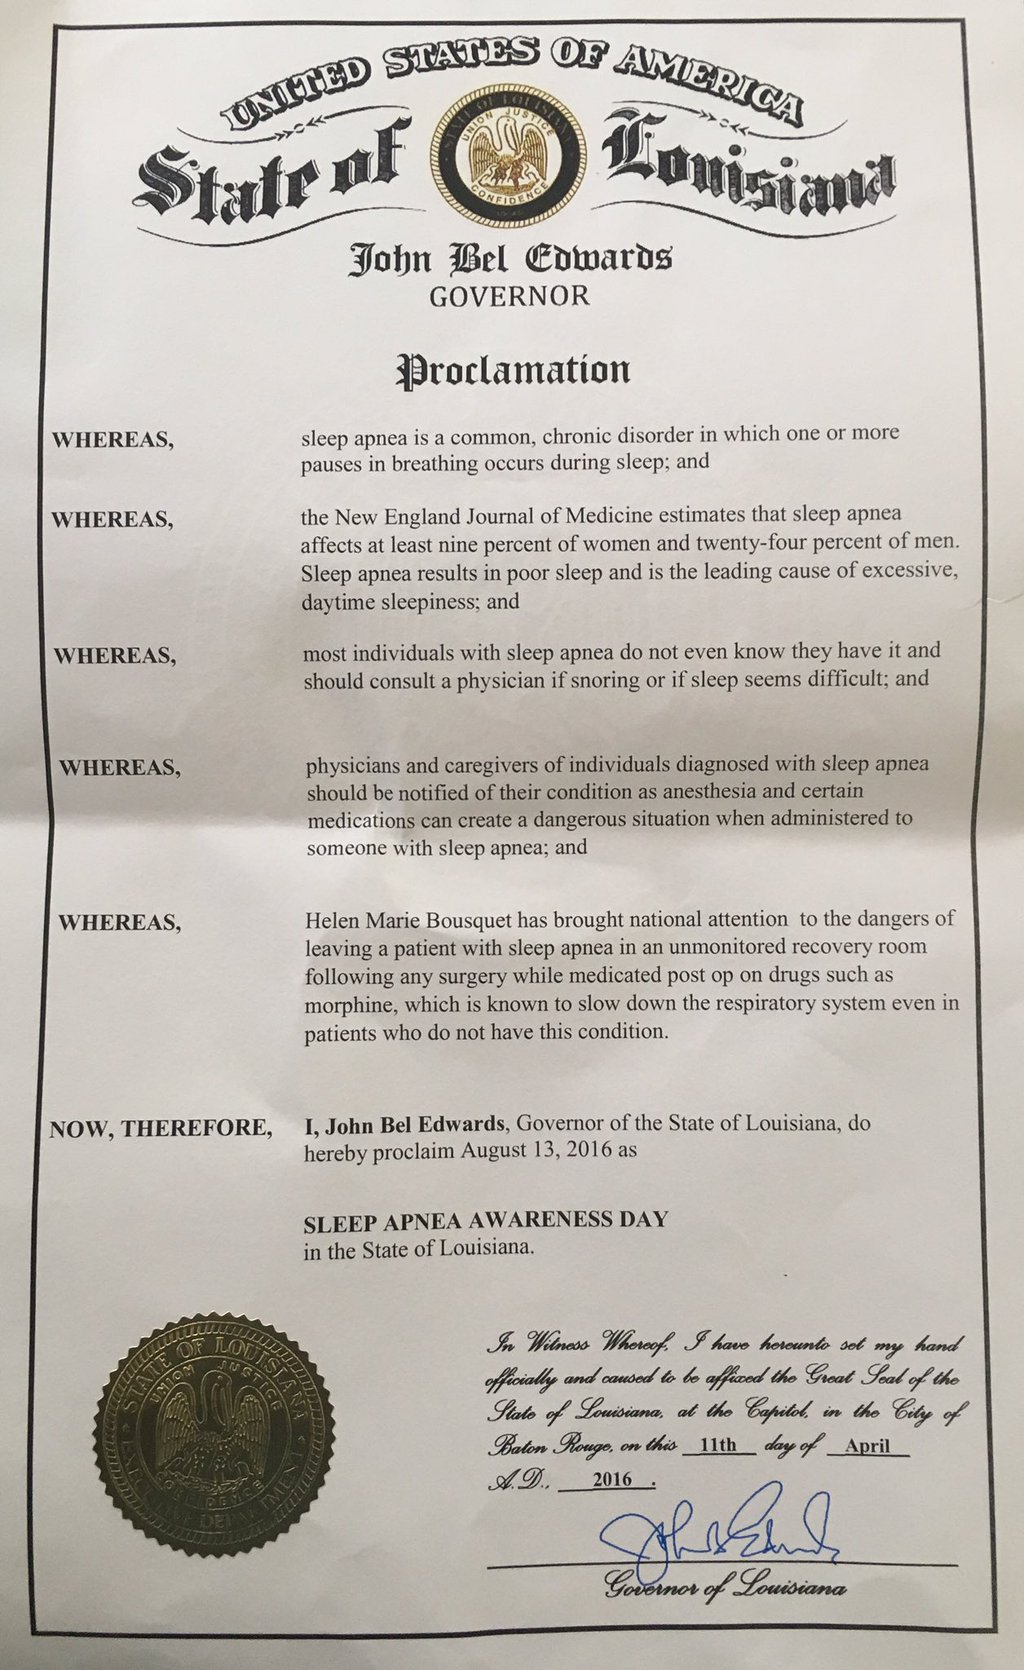 UNITED STATES OF AMERICA
State of Louisiana
STATE OF LOUISIANA
UNION JUSTICE
CONFIDENCE
John Bel Edwards
GOVERNOR
Proclamation
WHEREAS, sleep apnea is a common, chronic disorder in which one or more
pauses in breathing occurs during sleep; and
WHEREAS, the New England Journal of Medicine estimates that sleep apnea
affects at least nine percent of women and twenty-four percent of men.
Sleep apnea results in poor sleep and is the leading cause of excessive,
daytime sleepiness; and
WHEREAS, most individuals with sleep apnea do not even know they have it and
should consult a physician if snoring or if sleep seems difficult; and
WHEREAS, physicians and caregivers of individuals diagnosed with sleep apnea
should be notified of their condition as anesthesia and certain
medications can create a dangerous situation when administered to
someone with sleep apnea; and
WHEREAS, Helen Marie Bousquet has brought national attention to the dangers of
leaving a patient with sleep apnea in an unmonitored recovery room
following any surgery while medicated post op on drugs such as
morphine, which is known to slow down the respiratory system even in
patients who do not have this condition.
NOW, THEREFORE, I, John Bel Edwards, Governor of the State of Louisiana, do
hereby proclaim August 13, 2016 as
SLEEP APNEA AWARENESS DAY
in the State of Louisiana.
In Witness Whereof, I have hereunto set my hand
officially and caused to be affixed the Great Seal of the
State of Louisiana, at the Capitol, in the City of
Baton Rouge, on this 11th day of April
A.D., 2016 .
John B Edwards
Governor of Louisiana
STATE OF LOUISIANA
UNION JUSTICE
CONFIDENCE
EXECUTIVE DEPARTMENT